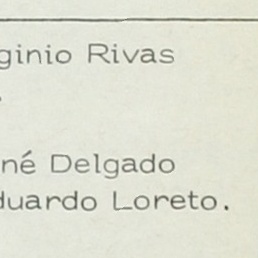 ginio Rivas
né Delgado
duardo Loreto.